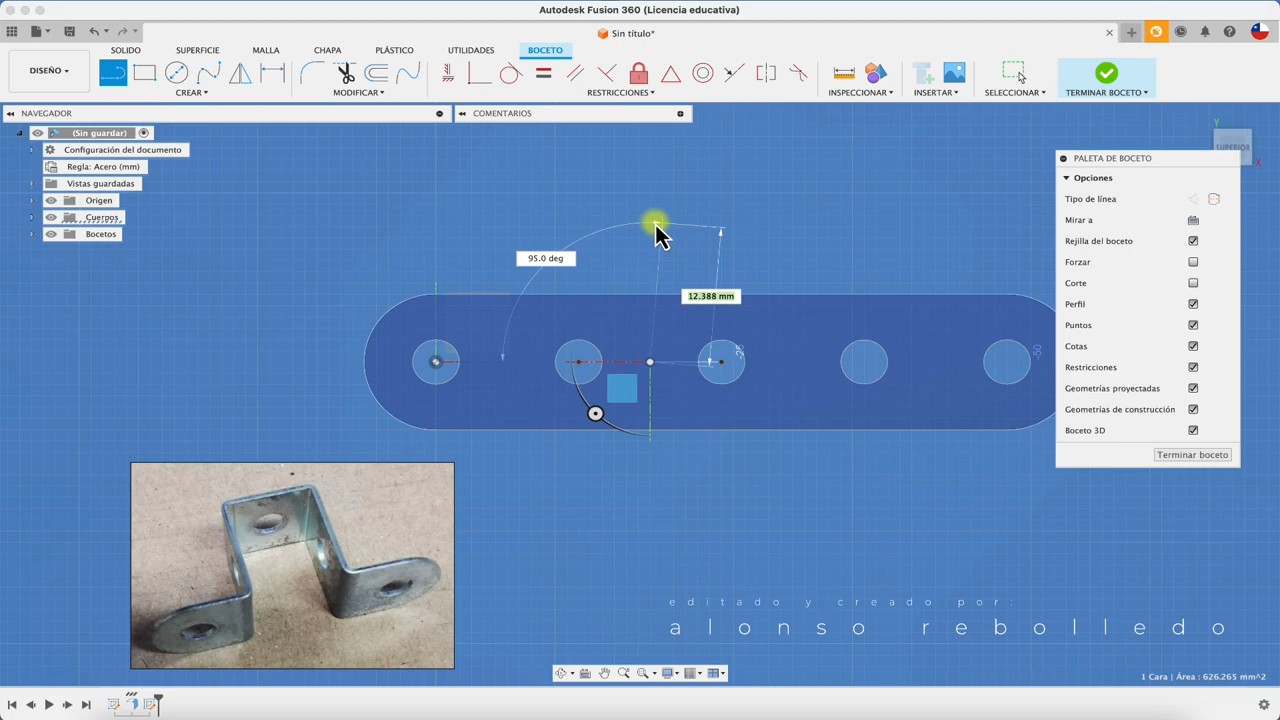 Autodesk Fusion 360 (Licencia educativa)
Sin título*
DISEÑO
SÓLIDO
SUPERFICIE
MALLA
CHAPA
PLÁSTICO
UTILIDADES
BOCETO
CREAR
MODIFICAR
RESTRICCIONES
INSPECCIONAR
INSERTAR
SELECCIONAR
TERMINAR BOCETO
NAVEGADOR
COMENTARIOS
(Sin guardar)
Configuración del documento
Regla: Acero (mm)
Vistas guardadas
Origen
Cuerpos
Bocetos
Y
SUPERIOR
X
PALETA DE BOCETO
Opciones
Tipo de línea
Mirar a
Rejilla del boceto
Forzar
Corte
Perfil
Puntos
Cotas
Restricciones
Geometrías proyectadas
Geometrías de construcción
Boceto 3D
Terminar boceto
95.0 deg
12.388 mm
-25
-50
editado y creado por:
alonso rebolledo
1 Cara | Área : 626.265 mm^2